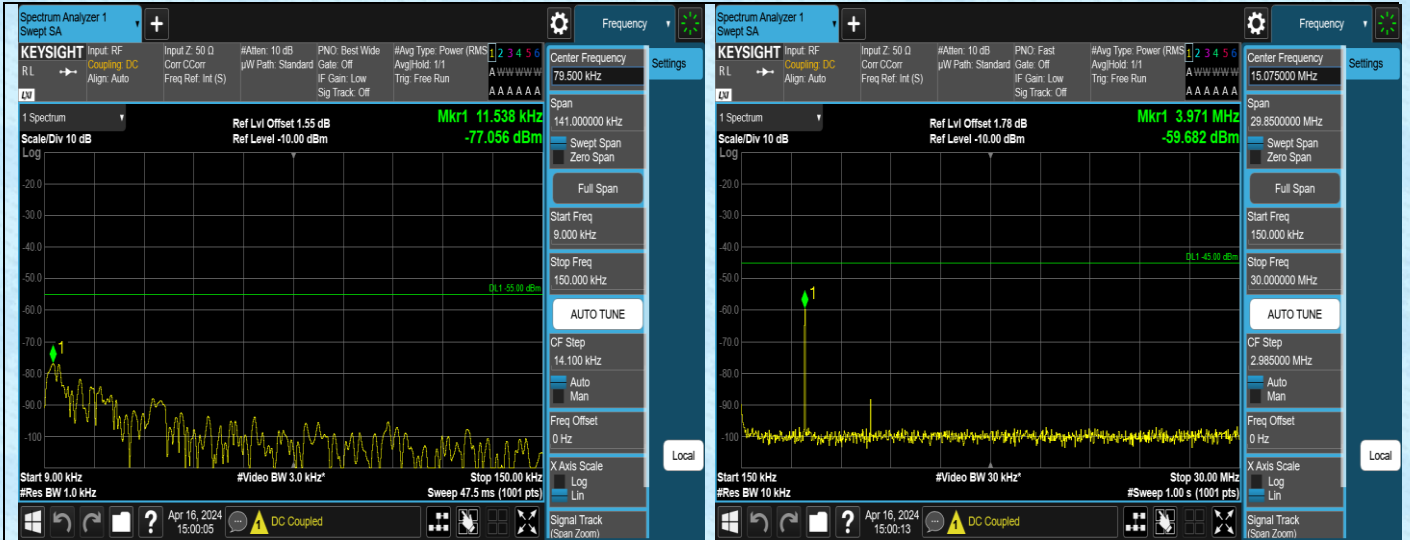 Spectrum Analyzer 1
Swept SA
+
Frequency
KEYSIGHT
RL
LXI
Input: RF
Coupling: DC
Align: Auto
Input Z: 50 Ω
Corr CCorr
Freq Ref: Int (S)
#Atten: 10 dB
µW Path: Standard
PNO: Best Wide
Gate: Off
IF Gain: Low
Sig Track: Off
#Avg Type: Power (RMS
Avg|Hold: 1/1
Trig: Free Run
1 2 3 4 5 6
A W W W W W
A A A A A A
1 Spectrum
Scale/Div 10 dB
Log
Ref Lvl Offset 1.55 dB
Ref Level -10.00 dBm
Mkr1 11.538 kHz
-77.056 dBm
-20.0
-30.0
-40.0
-50.0
-60.0
-70.0
-80.0
-90.0
-100
DL1 -55.00 dBm
1
Start 9.00 kHz
#Res BW 1.0 kHz
#Video BW 3.0 kHz*
Stop 150.00 kHz
Sweep 47.5 ms (1001 pts)
Center Frequency
79.500 kHz
Span
141.000000 kHz
Swept Span
Zero Span
Full Span
Start Freq
9.000 kHz
Stop Freq
150.000 kHz
AUTO TUNE
CF Step
14.100 kHz
Auto
Man
Freq Offset
0 Hz
X Axis Scale
Log
Lin
Signal Track
(Span Zoom)
Settings
Local
?
Apr 16, 2024
15:00:05
1
DC Coupled
Spectrum Analyzer 1
Swept SA
+
Frequency
KEYSIGHT
RL
LXI
Input: RF
Coupling: DC
Align: Auto
Input Z: 50 Ω
Corr CCorr
Freq Ref: Int (S)
#Atten: 10 dB
µW Path: Standard
PNO: Fast
Gate: Off
IF Gain: Low
Sig Track: Off
#Avg Type: Power (RMS
Avg|Hold: 1/1
Trig: Free Run
1 2 3 4 5 6
A W W W W W
A A A A A A
1 Spectrum
Scale/Div 10 dB
Log
Ref Lvl Offset 1.78 dB
Ref Level -10.00 dBm
Mkr1 3.971 MHz
-59.682 dBm
-20.0
-30.0
-40.0
-50.0
-60.0
-70.0
-80.0
-90.0
-100
DL1 -45.00 dBm
1
Start 150 kHz
#Res BW 10 kHz
#Video BW 30 kHz*
Stop 30.00 MHz
#Sweep 1.00 s (1001 pts)
Center Frequency
15.075000 MHz
Span
29.8500000 MHz
Swept Span
Zero Span
Full Span
Start Freq
150.000 kHz
Stop Freq
30.000000 MHz
AUTO TUNE
CF Step
2.985000 MHz
Auto
Man
Freq Offset
0 Hz
X Axis Scale
Log
Lin
Signal Track
(Span Zoom)
Settings
Local
?
Apr 16, 2024
15:00:13
1
DC Coupled